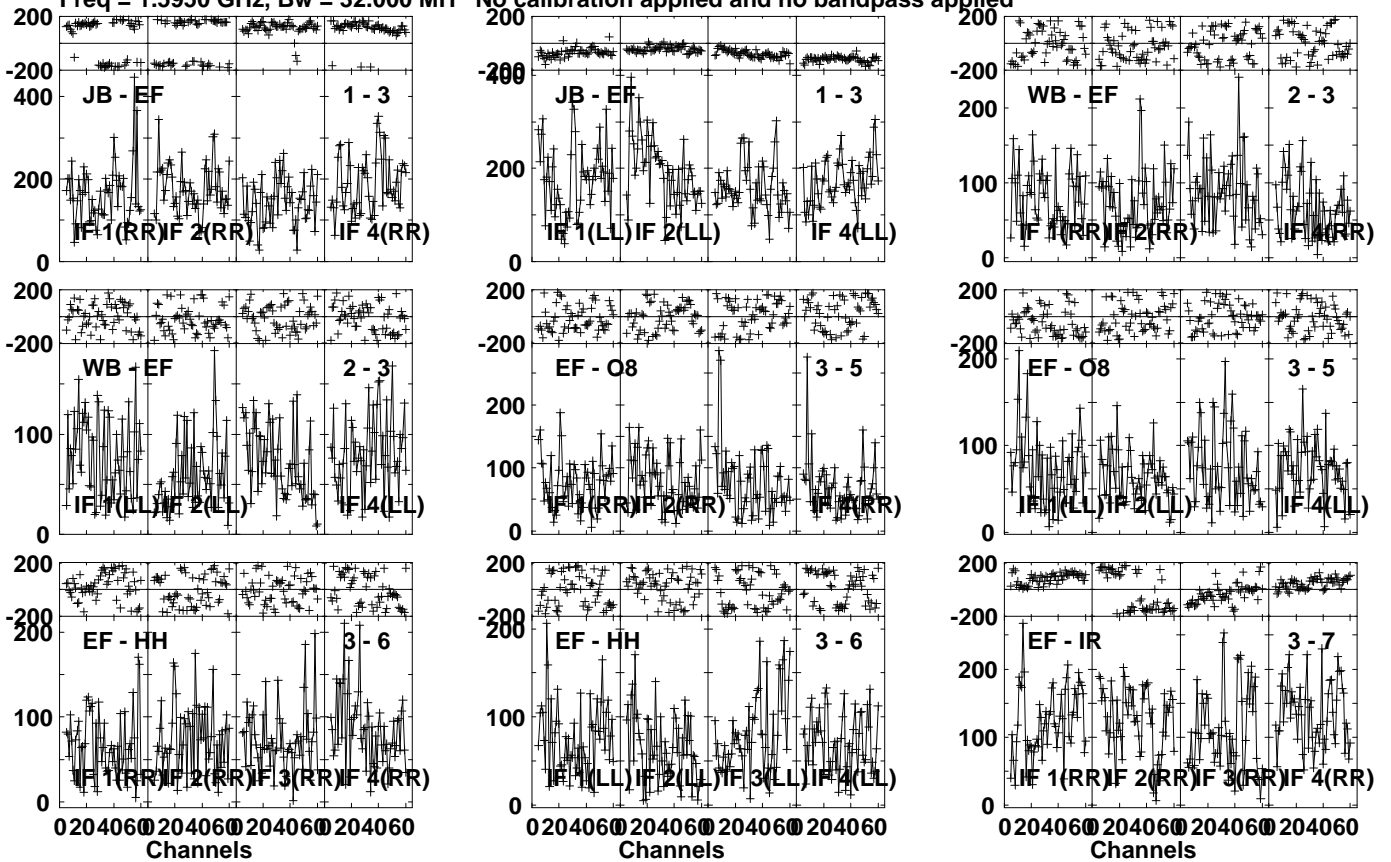 Freq = 1.5950 GHz, Bw = 32.000 MH No calibration applied and no bandpass applied
200
-200
400
200
0
JB - EF 1 - 3
IF 1(RR) IF 2(RR) IF 4(RR)
-200
400
200
0
JB - EF 1 - 3
IF 1(LL) IF 2(LL) IF 4(LL)
200
100
0
WB - EF 2 - 3
IF 1(RR) IF 2(RR) IF 4(RR)
200
-200
100
0
WB - EF 2 - 3
IF 1(LL) IF 2(LL) IF 4(LL)
200
100
0
EF - O8 3 - 5
IF 1(RR) IF 2(RR) IF 4(RR)
200
-200
200
100
0
EF - O8 3 - 5
IF 1(LL) IF 2(LL) IF 4(LL)
200
-200
200
100
0
EF - HH 3 - 6
IF 1(RR) IF 2(RR) IF 3(RR) IF 4(RR)
0 20 40 60 0 20 40 60 0 20 40 60 0 20 40 60
Channels
200
100
0
EF - HH 3 - 6
IF 1(LL) IF 2(LL) IF 3(LL) IF 4(LL)
0 20 40 60 0 20 40 60 0 20 40 60 0 20 40 60
Channels
200
-200
200
100
0
EF - IR 3 - 7
IF 1(RR) IF 2(RR) IF 3(RR) IF 4(RR)
0 20 40 60 0 20 40 60 0 20 40 60 0 20 40 60
Channels